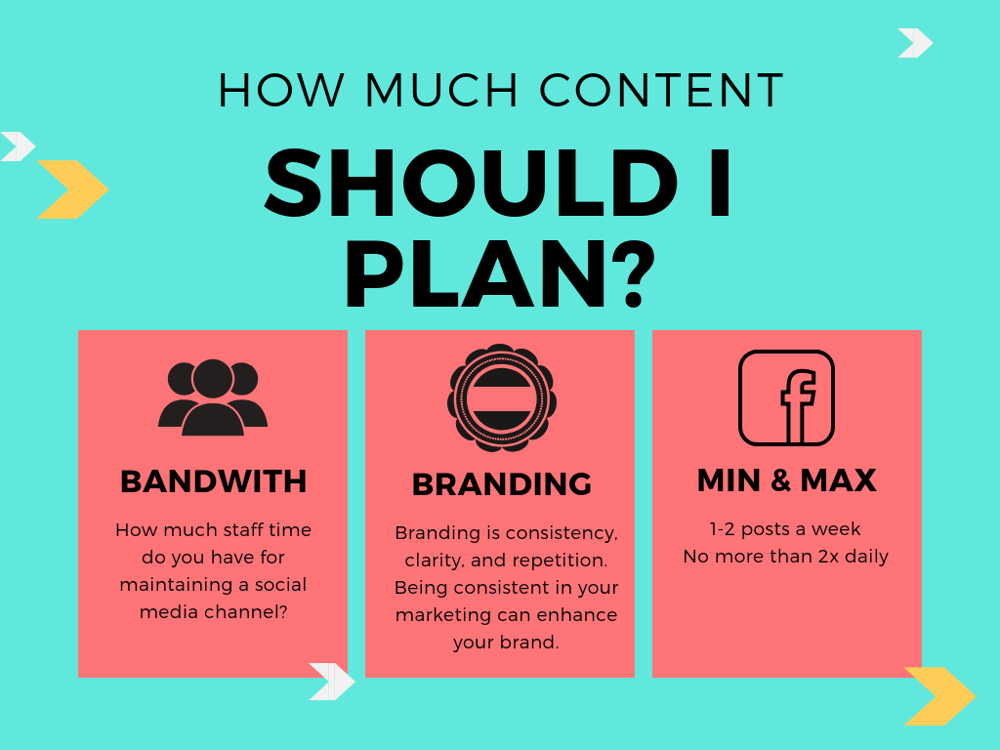 HOW MUCH CONTENT
SHOULD I
PLAN?
BANDWITH
How much staff time
do you have for
maintaining a social
media channel?
BRANDING
Branding is consistency,
clarity, and repetition.
Being consistent in your
marketing can enhance
your brand.
MIN & MAX
1-2 posts a week
No more than 2x daily